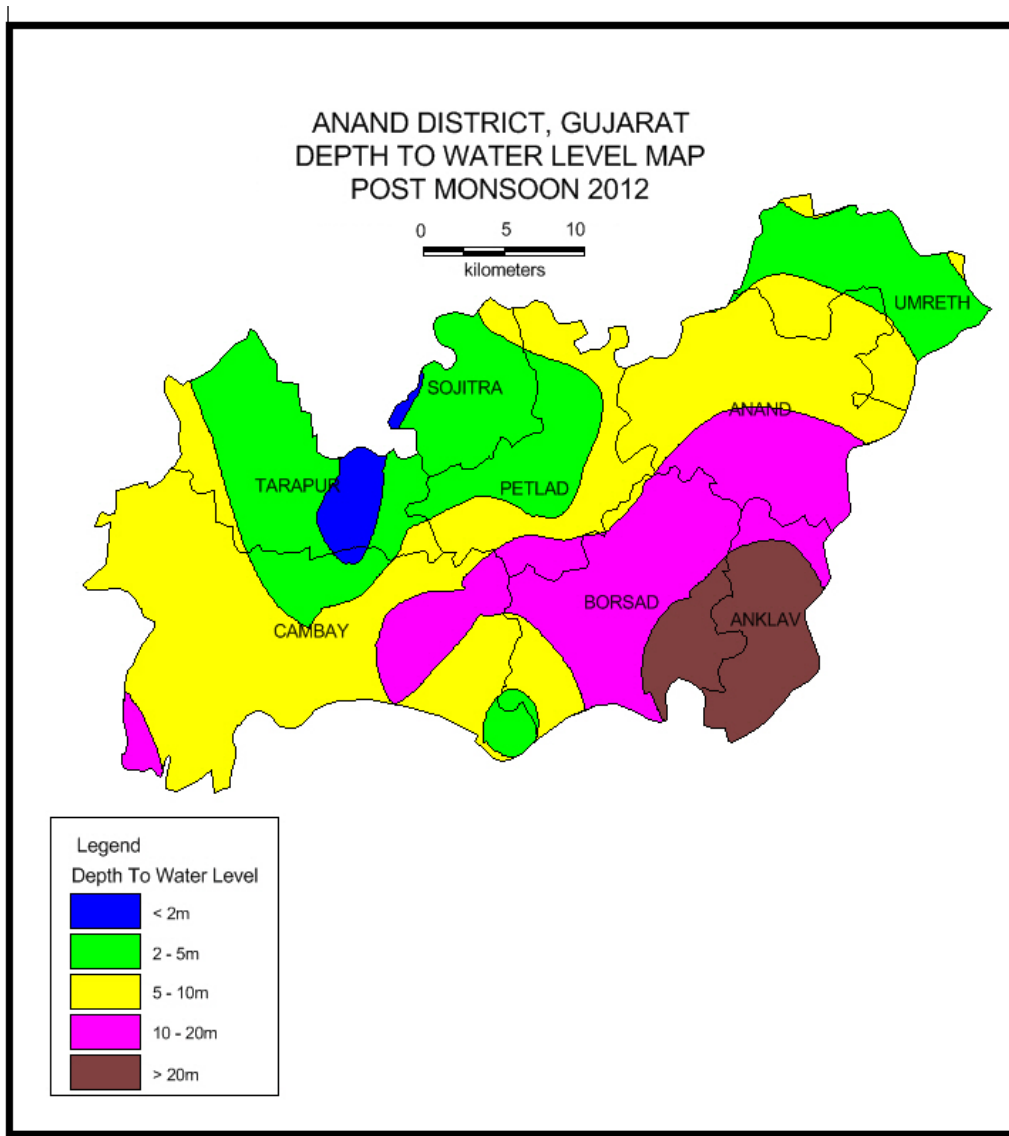 ANAND DISTRICT, GUJARAT
DEPTH TO WATER LEVEL MAP
POST MONSOON 2012
0 5 10
kilometers
UMRETH
SOJITRA
ANAND
TARAPUR
PETLAD
BORSAD
ANKLAV
CAMBAY
Legend
Depth To Water Level
< 2m
2 - 5m
5 - 10m
10 - 20m
> 20m